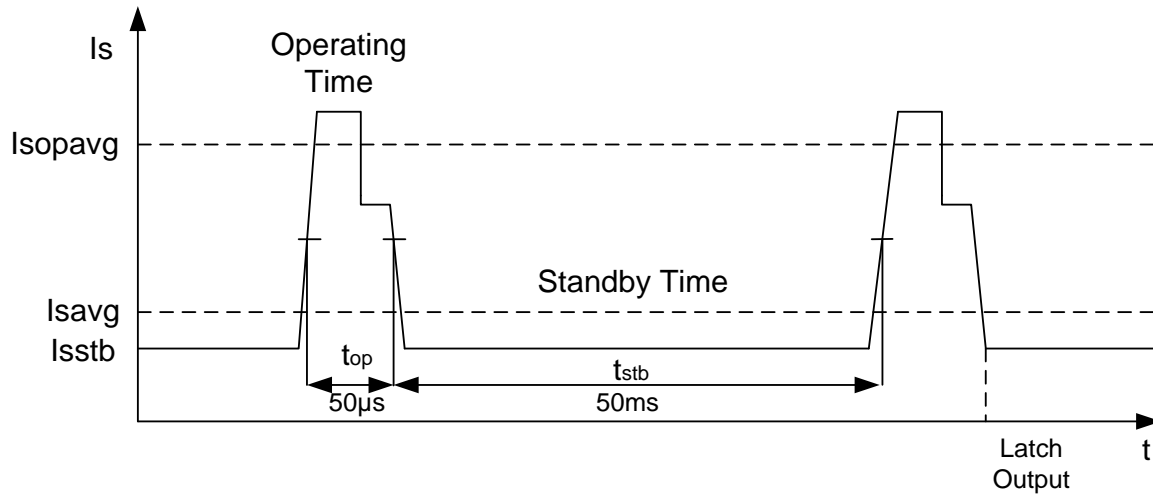 Is
Operating
Time
Isopavg
Isavg
Standby Time
Isstb
top
tstb
50µs
50ms
t
Latch
Output